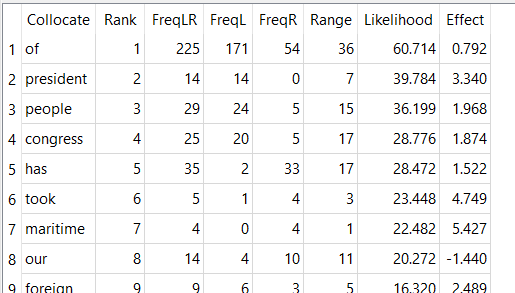 Collocate Rank FreqLR FreqL FreqR Range Likelihood Effect
1 of 1 225 171 54 36 60.714 0.792
2 president 2 14 14 0 7 39.784 3.340
3 people 3 29 24 5 15 36.199 1.968
4 congress 4 25 20 5 17 28.776 1.874
5 has 5 35 2 33 17 28.472 1.522
6 took 6 5 1 4 3 23.448 4.749
7 maritime 7 4 0 4 1 22.482 5.427
8 our 8 14 4 10 11 20.272 -1.440
9 foreign 9 9 6 3 5 16.320 2.489